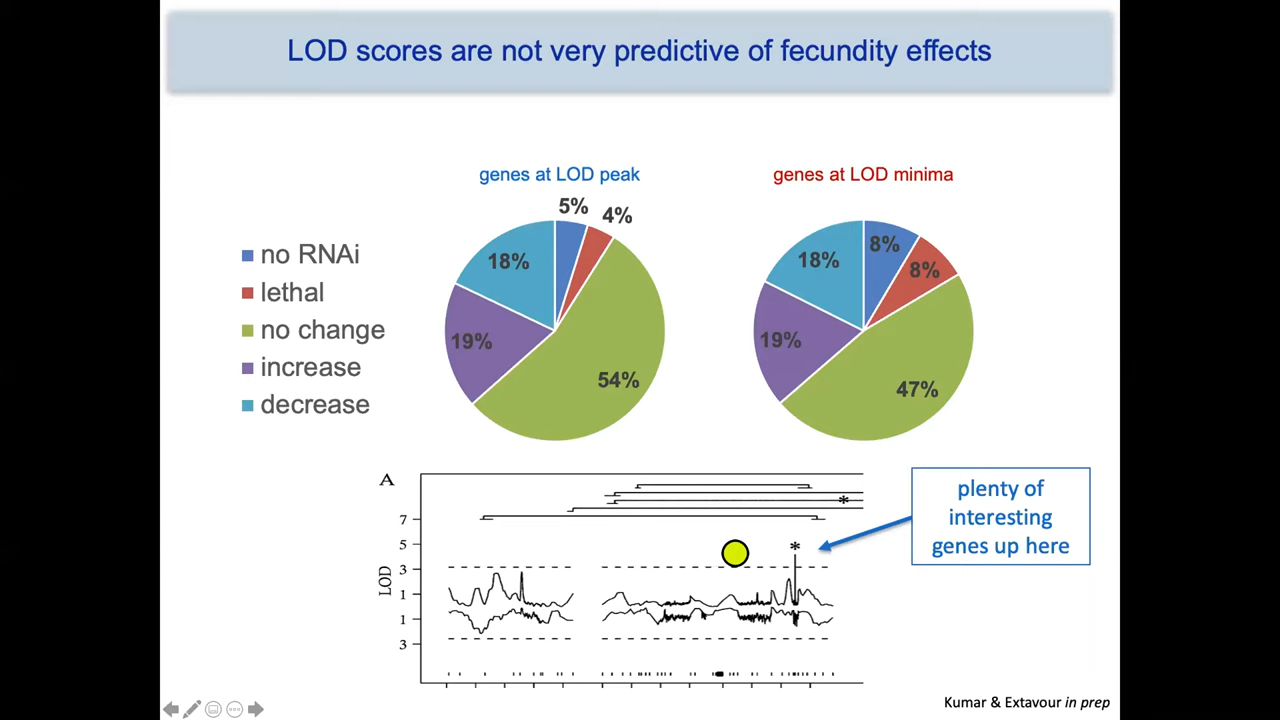 LOD scores are not very predictive of fecundity effects
genes at LOD peak
genes at LOD minima
no RNAi
lethal
no change
increase
decrease
5%
4%
54%
19%
18%
8%
8%
47%
19%
18%
A
*
7
5
3
1
1
3
LOD
*
plenty of
interesting
genes up here
Kumar & Extavour in prep